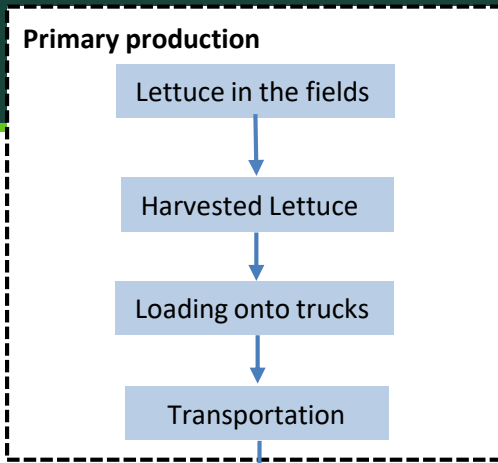 Primary production
Lettuce in the fields
Harvested Lettuce
Loading onto trucks
Transportation